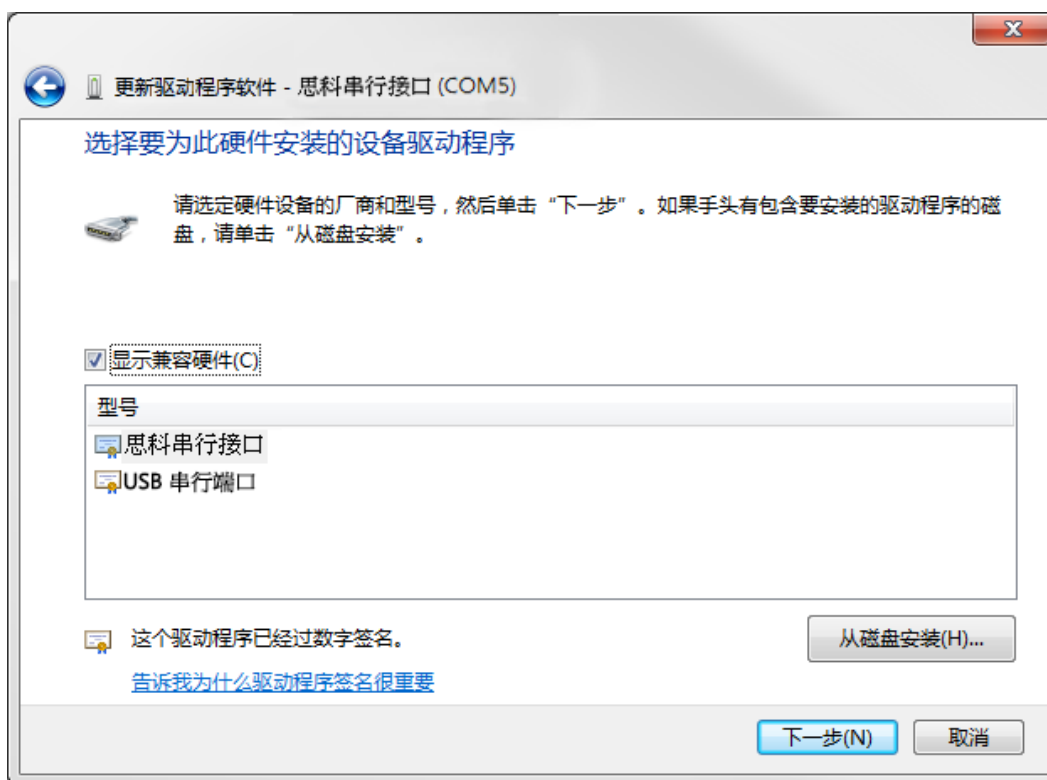 更新驱动程序软件 - 思科串行接口 (COM5)
选择要为此硬件安装的设备驱动程序
请选定硬件设备的厂商和型号，然后单击“下一步”。如果手头有包含要安装的驱动程序的磁
盘，请单击“从磁盘安装”。
显示兼容硬件(C)
型号
思科串行接口
USB 串行端口
这个驱动程序已经过数字签名。
从磁盘安装(H)...
告诉我为什么驱动程序签名很重要
下一步(N)
取消